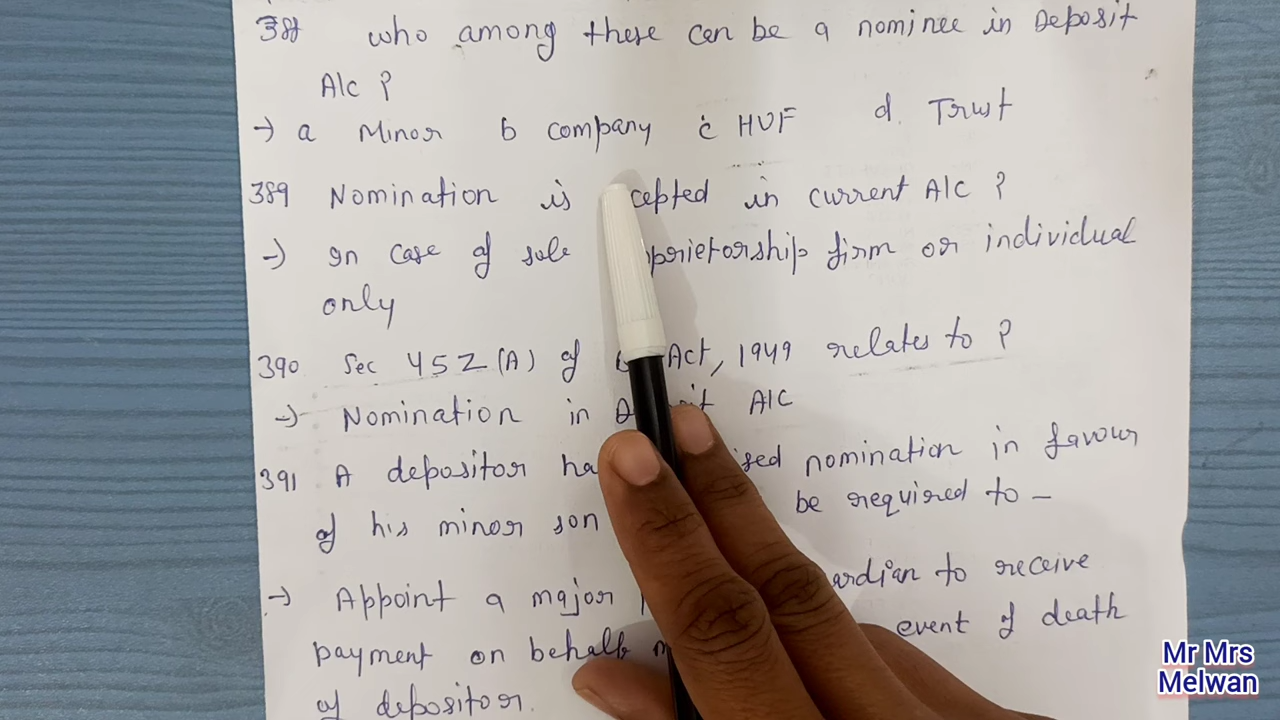 388 who among these can be a nominee in Deposit
A/c ?
→ a Minor b company c HUF d. Trust
389 Nomination is cepted in current A/C ?
→ In case of sole prietorship firm or individual
only
390 Sec 45Z(A) of Act, 1949 relates to ?
→ Nomination in A/C
391 A depositor ha nomination in favour
of his minor son be required to –
→ Appoint a major ardian to receive
payment on behalf event of death
of depositor.
Mr Mrs
Melwan